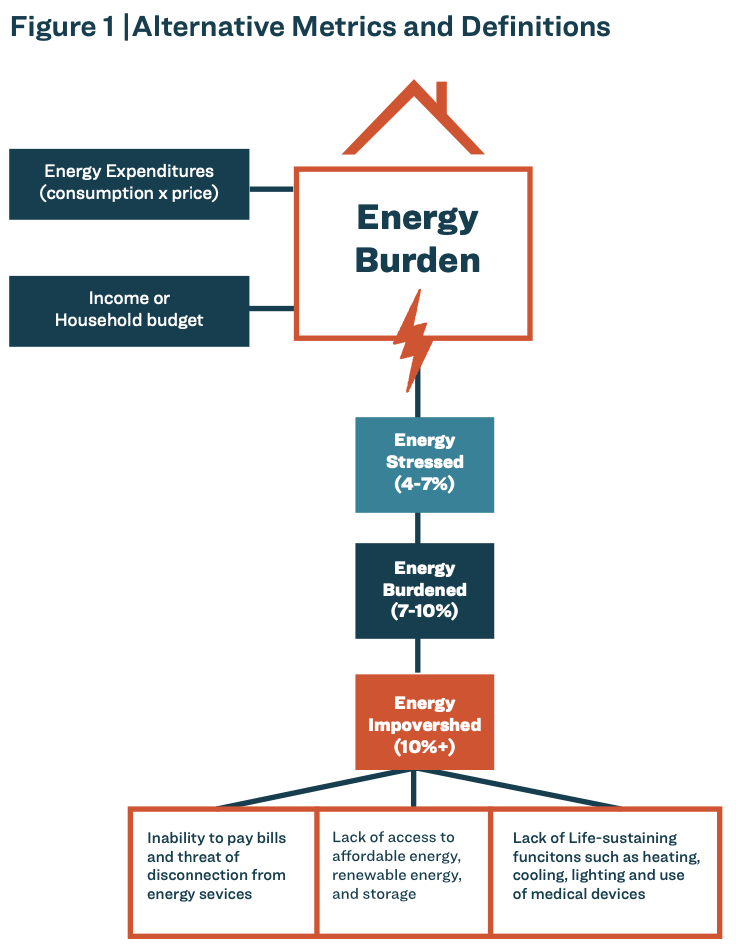 Figure 1 |Alternative Metrics and Definitions
Energy Expenditures
(consumption x price)
Energy
Burden
Income or
Household budget
Energy
Stressed
(4-7%)
Energy
Burdened
(7-10%)
Energy
Impovershed
(10%+)
Inability to pay bills
and threat of
disconnection from
energy sevices
Lack of access to
affordable energy,
renewable energy,
and storage
Lack of Life-sustaining
funcitons such as heating,
cooling, lighting and use
of medical devices